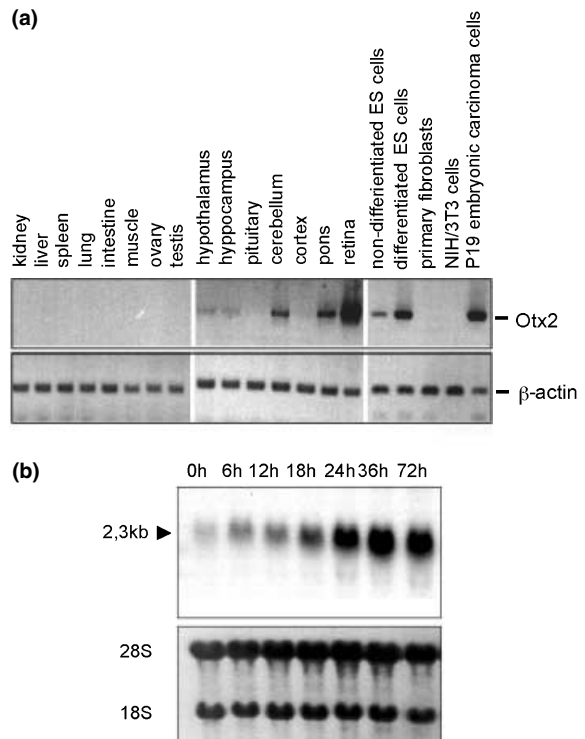 (a)
kidney
liver
spleen
lung
intestine
muscle
ovary
testis
hypothalamus
hyppocampus
pituitary
cerebellum
cortex
pons
retina
non-differientiated ES cells
differiented ES cells
primary fibroblasts
NIH/3T3 cells
P19 embryonic carcinoma cells
Otx2
β-actin
(b)
0h 6h 12h 18h 24h 36h 72h
2,3kb
28S
18S